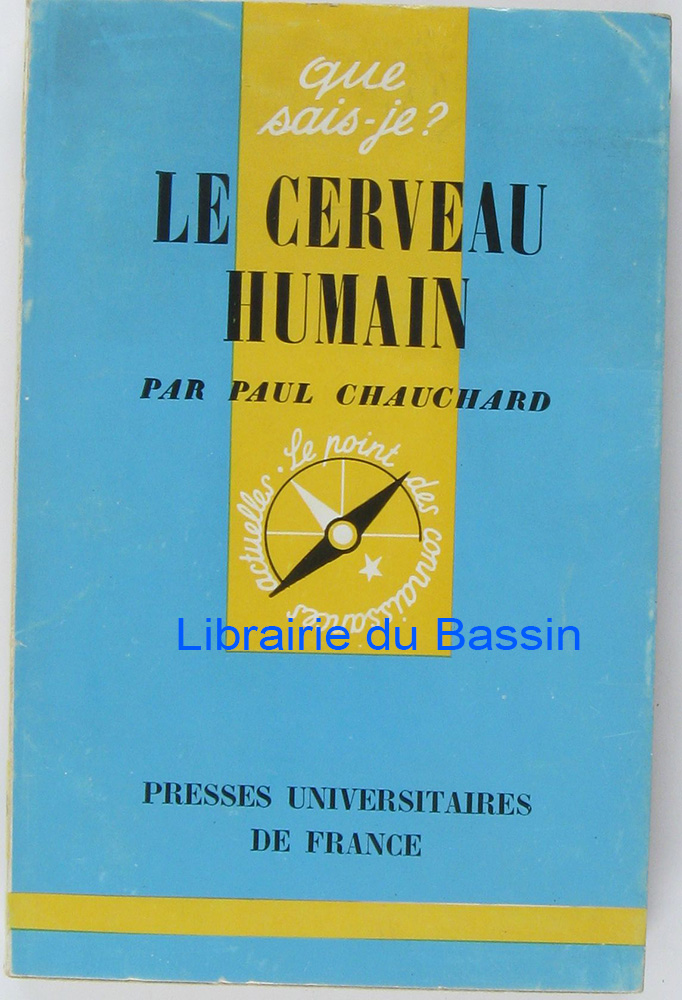 que
sais-je?
LE CERVEAU
HUMAIN
PAR PAUL CHAUCHARD
Le point des connaissances actuelles.
Librairie du Bassin
PRESSES UNIVERSITAIRES
DE FRANCE